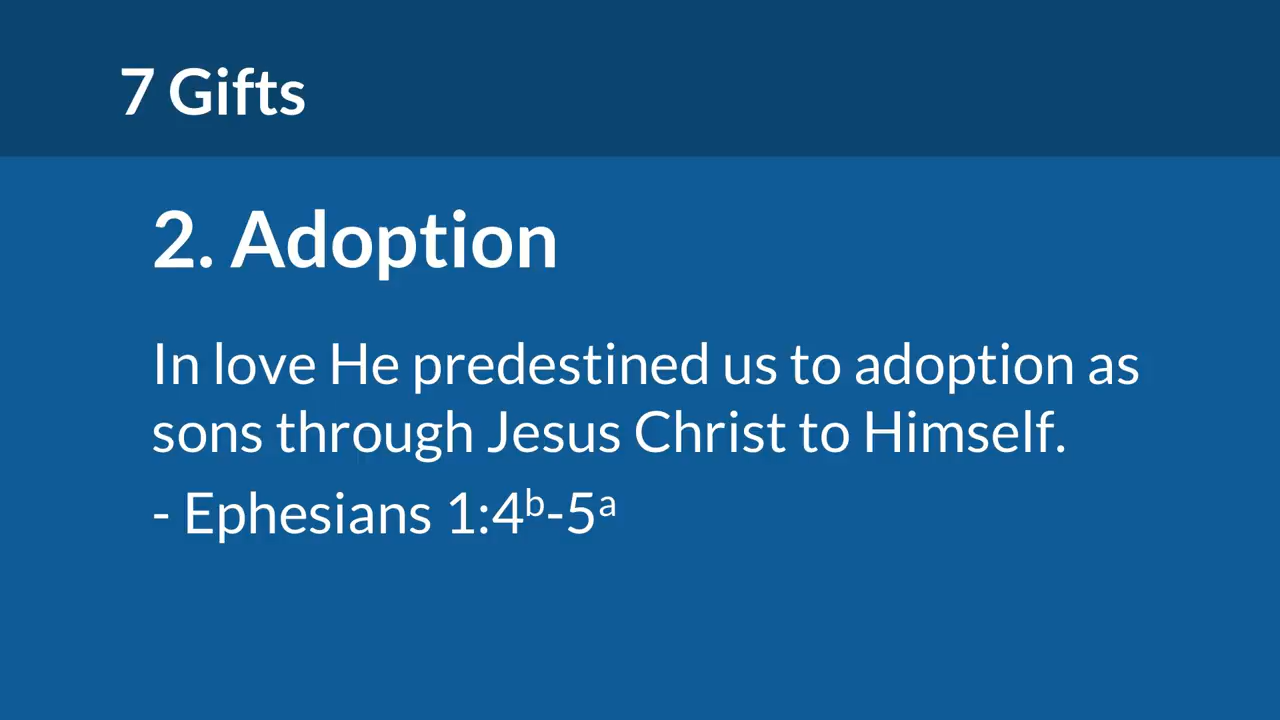 7 Gifts
2. Adoption
In love He predestined us to adoption as
sons through Jesus Christ to Himself.
- Ephesians 1:4ᵇ-5ᵃ